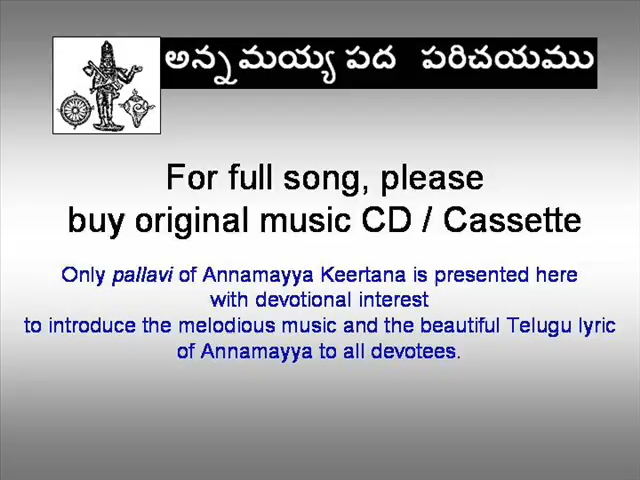 అన్నమయ్య పద పరిచయము
For full song, please
buy original music CD / Cassette
Only pallavi of Annamayya Keertana is presented here
with devotional interest
to introduce the melodious music and the beautiful Telugu lyric
of Annamayya to all devotees.